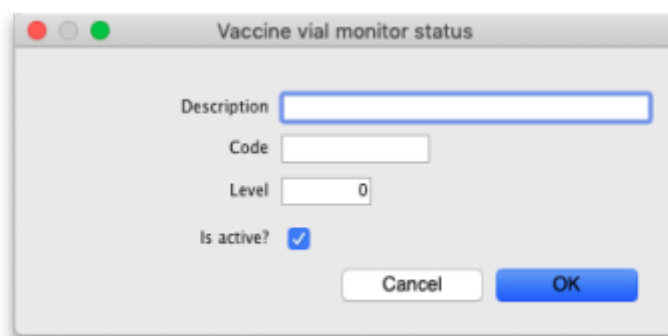 Vaccine vial monitor status
Description
Code
Level 0
Is active?
Cancel OK